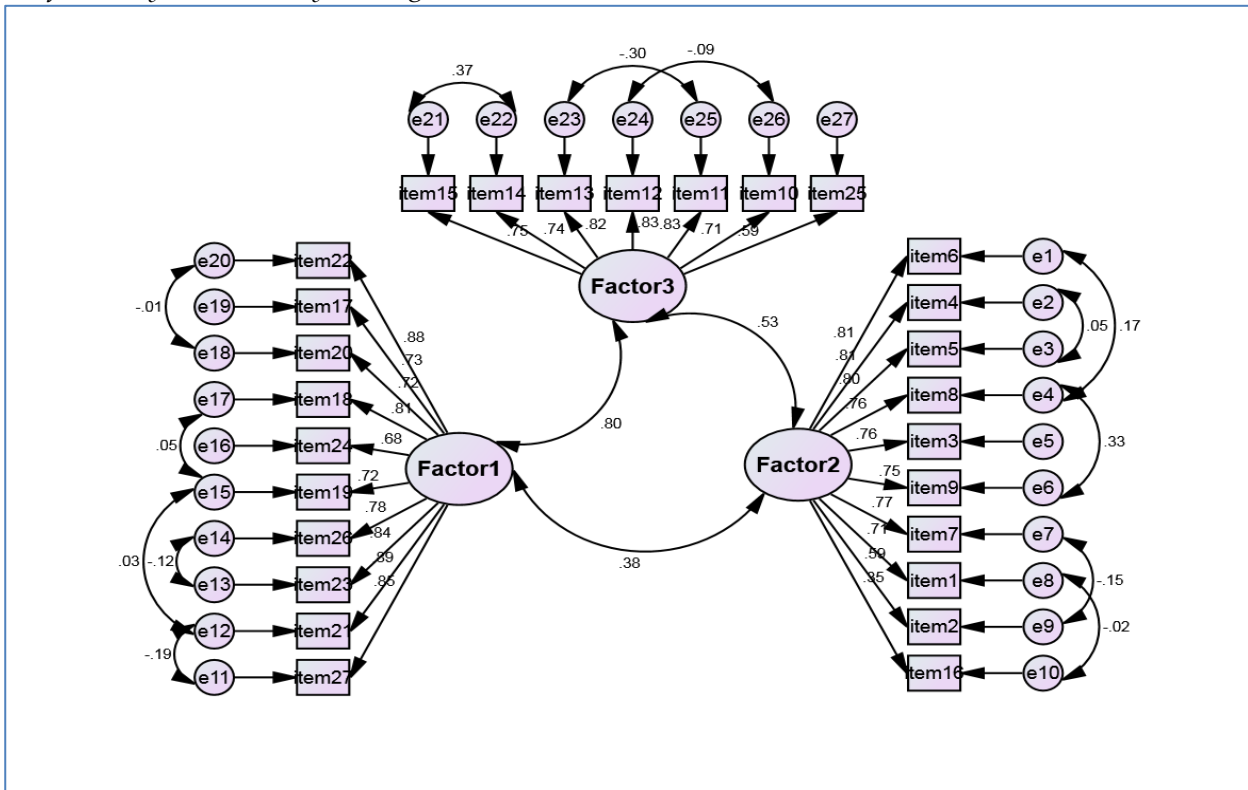 .37
-.30
-.09
e21 e22 e23 e24 e25 e26 e27
item15 item14 item13 item12 item11 item10 item25
.75 .74 .82 .83 .83 .71 .59
Factor3
.53
.80
.38
Factor1
Factor2
e20 item22
e19 item17
e18 item20
e17 item18
e16 item24
e15 item19
e14 item26
e13 item23
e12 item21
e11 item27
-.01
.05
.03
-.12
-.19
.88
.73
.72
.81
.68
.72
.78
.84
.89
.85
item6 e1
item4 e2
item5 e3
item8 e4
item3 e5
item9 e6
item7 e7
item1 e8
item2 e9
item16 e10
.81
.81
.80
.76
.76
.75
.77
.71
.59
.05
.17
.33
-.15
-.02